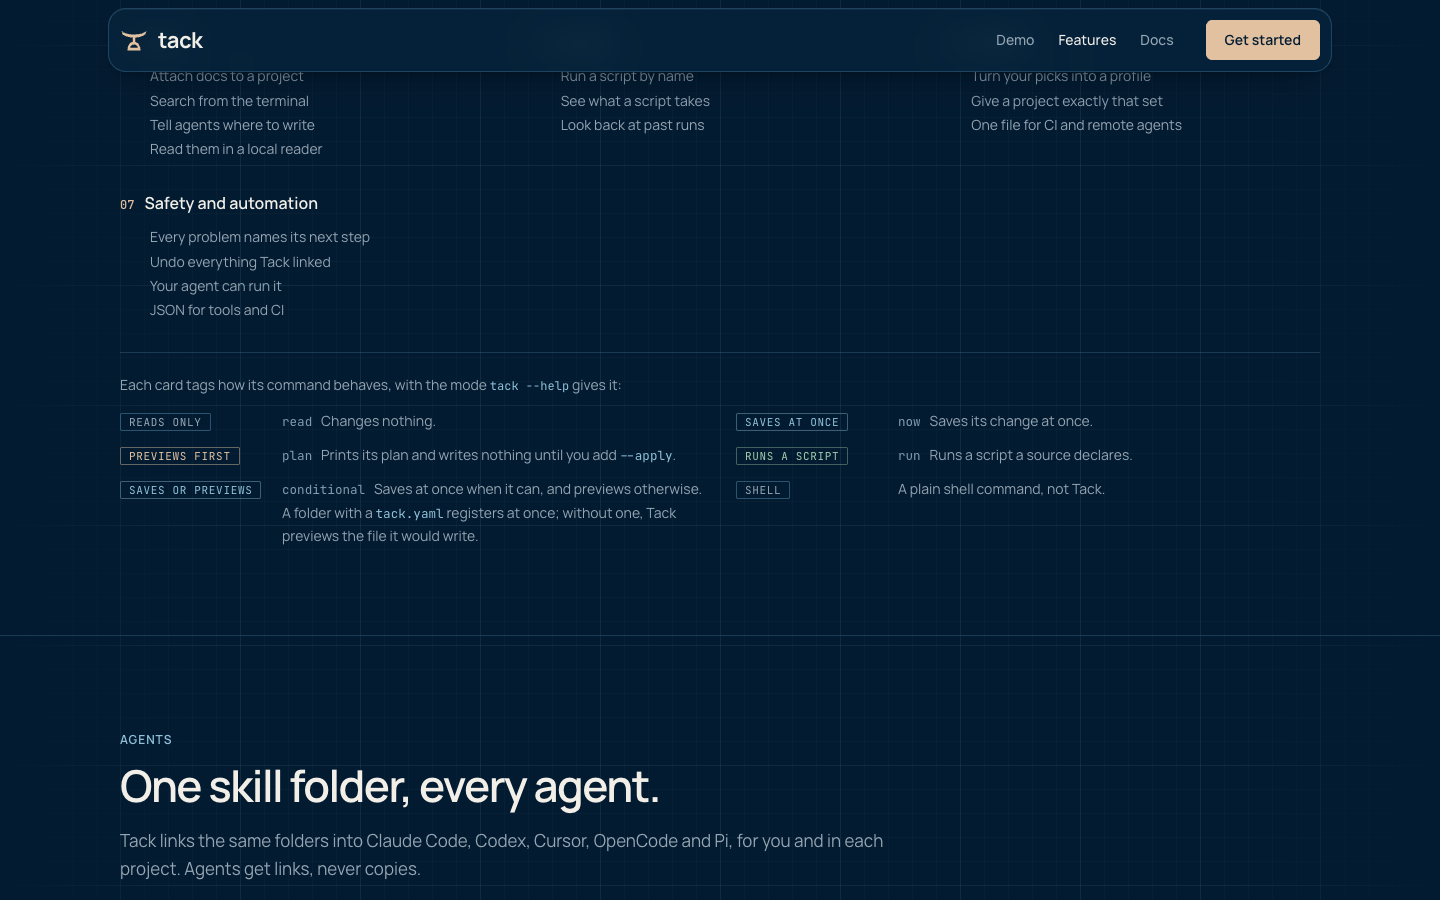 tack
Demo
Features
Docs
Get started
Attach docs to a project
Search from the terminal
Tell agents where to write
Read them in a local reader
Run a script by name
See what a script takes
Look back at past runs
Turn your picks into a profile
Give a project exactly that set
One file for CI and remote agents
07 Safety and automation
Every problem names its next step
Undo everything Tack linked
Your agent can run it
JSON for tools and CI
Each card tags how its command behaves, with the mode tack --help gives it:
READS ONLY
read Changes nothing.
PREVIEWS FIRST
plan Prints its plan and writes nothing until you add --apply.
SAVES OR PREVIEWS
conditional Saves at once when it can, and previews otherwise.
A folder with a tack.yaml registers at once; without one, Tack
previews the file it would write.
SAVES AT ONCE
now Saves its change at once.
RUNS A SCRIPT
run Runs a script a source declares.
SHELL
A plain shell command, not Tack.
AGENTS
One skill folder, every agent.
Tack links the same folders into Claude Code, Codex, Cursor, OpenCode and Pi, for you and in each
project. Agents get links, never copies.